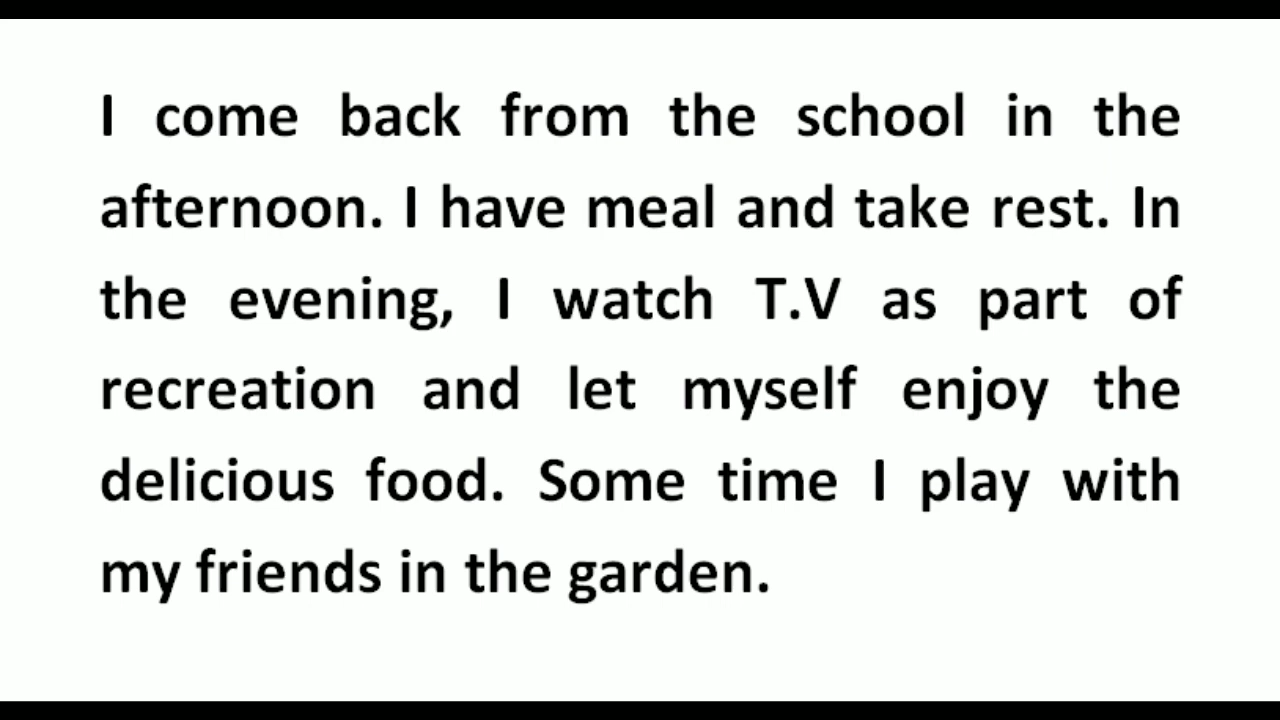 I come back from the school in the
afternoon. I have meal and take rest. In
the evening, I watch T.V as part of
recreation and let myself enjoy the
delicious food. Some time I play with
my friends in the garden.